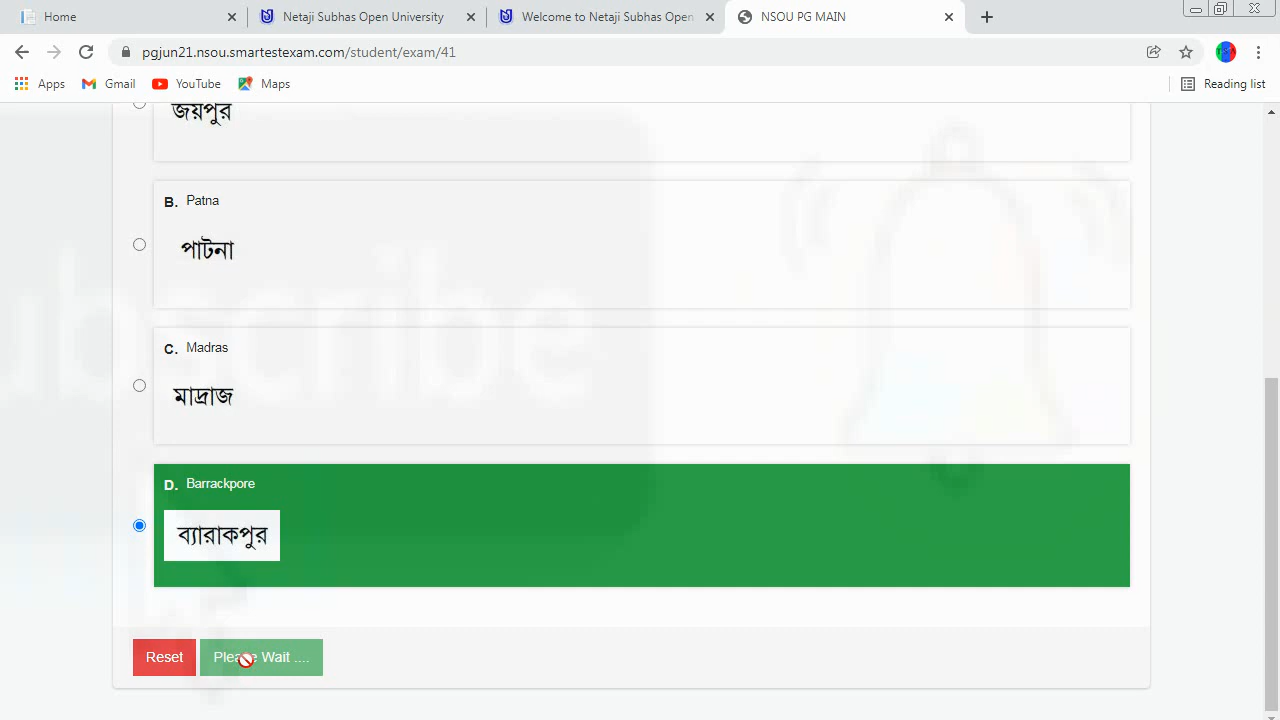 Home
Netaji Subhas Open University
Welcome to Netaji Subhas Open
NSOU PG MAIN
pgjun21.nsou.smartestexam.com/student/exam/41
Apps
Gmail
YouTube
Maps
Reading list
জয়পুর
B. Patna
পাটনা
C. Madras
মাদ্রাজ
D. Barrackpore
ব্যারাকপুর
Reset
Please Wait ....
ubscribe